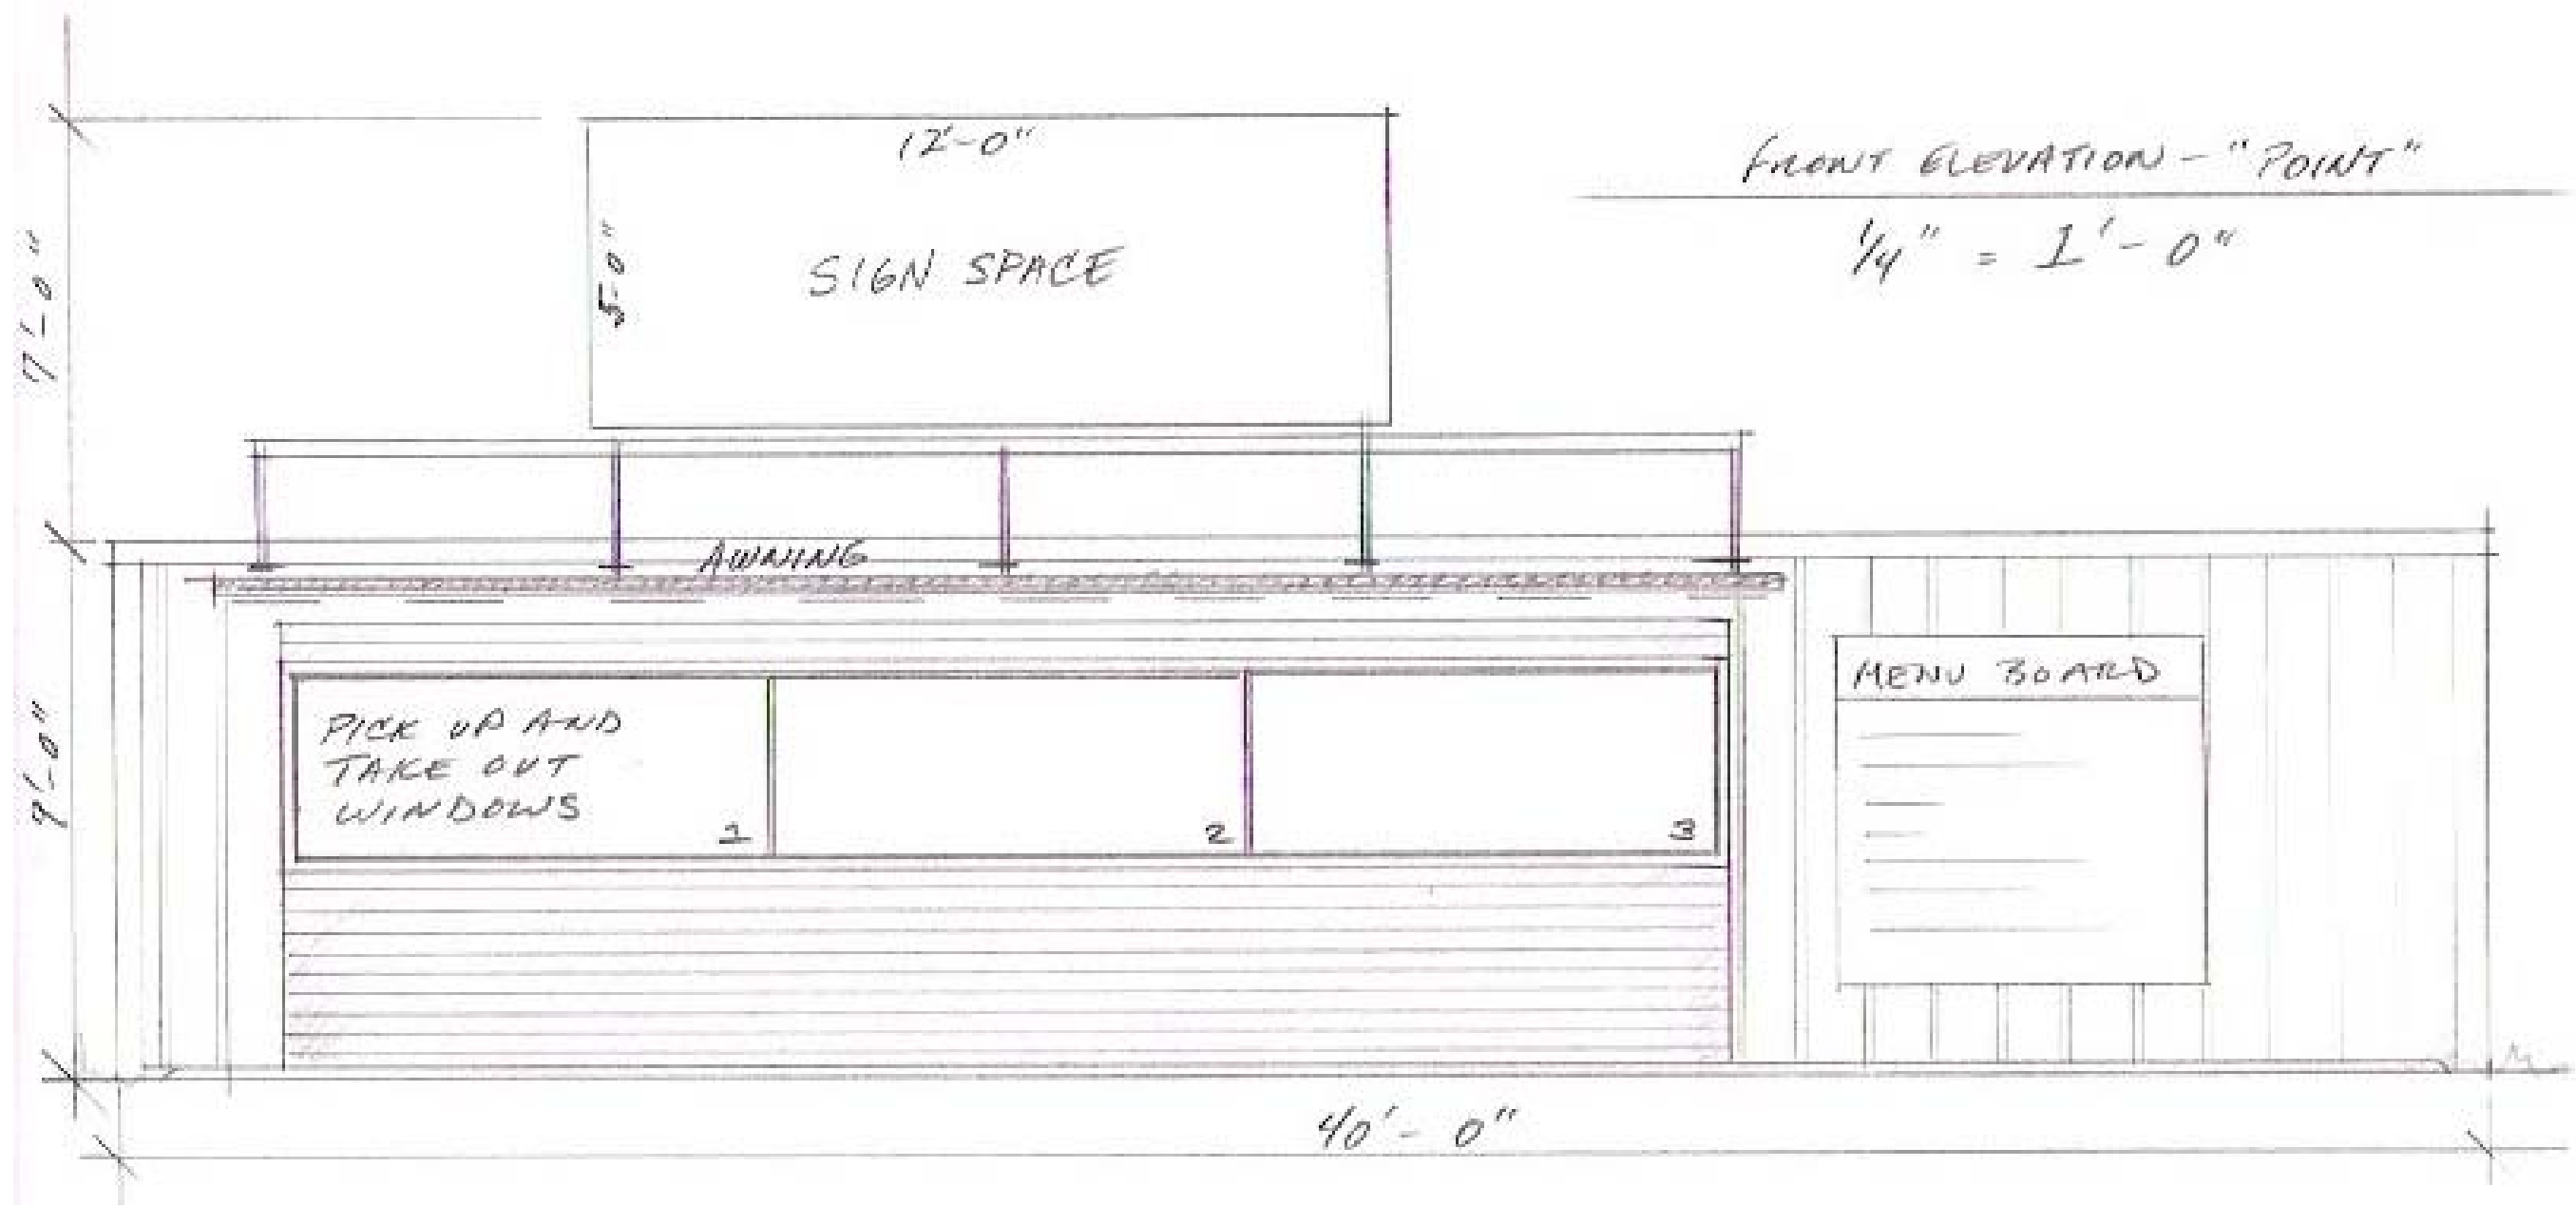 12'-0"
FRONT ELEVATION - "POINT"
1/4" = 1'-0"
5'-0"
SIGN SPACE
7'-0"
AWNING
MENU BOARD
PICK UP AND
TAKE OUT
WINDOWS
1
2
3
9'-0"
40'-0"